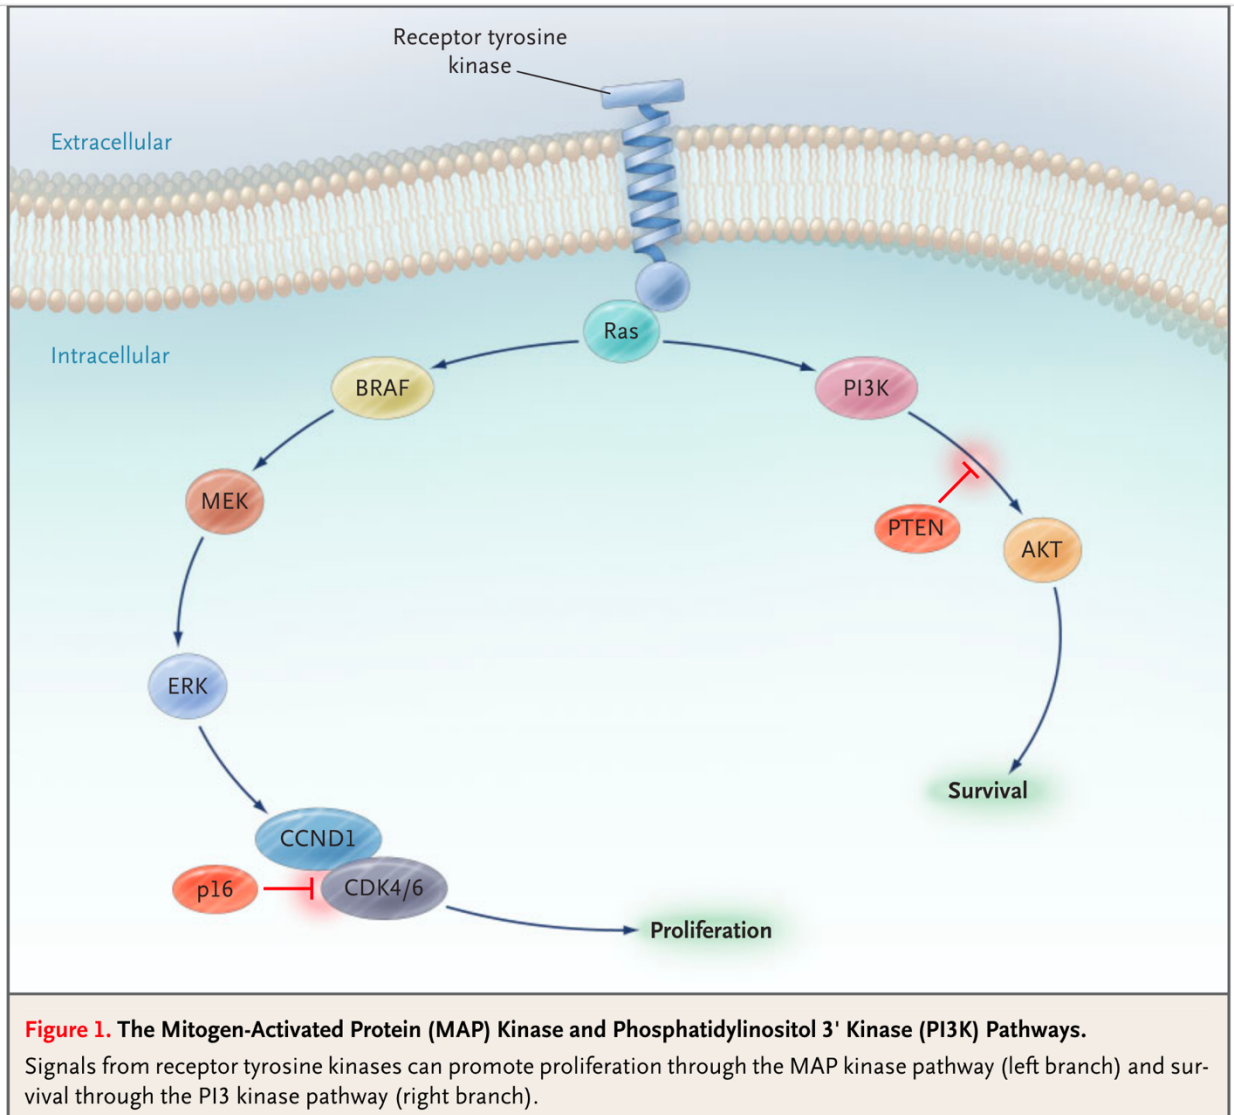 Receptor tyrosine
kinase
Extracellular
Intracellular
Ras
BRAF
PI3K
MEK
PTEN
AKT
ERK
Survival
CCND1
p16
CDK4/6
Proliferation
Figure 1. The Mitogen-Activated Protein (MAP) Kinase and Phosphatidylinositol 3' Kinase (PI3K) Pathways.
Signals from receptor tyrosine kinases can promote proliferation through the MAP kinase pathway (left branch) and sur-
vival through the PI3 kinase pathway (right branch).